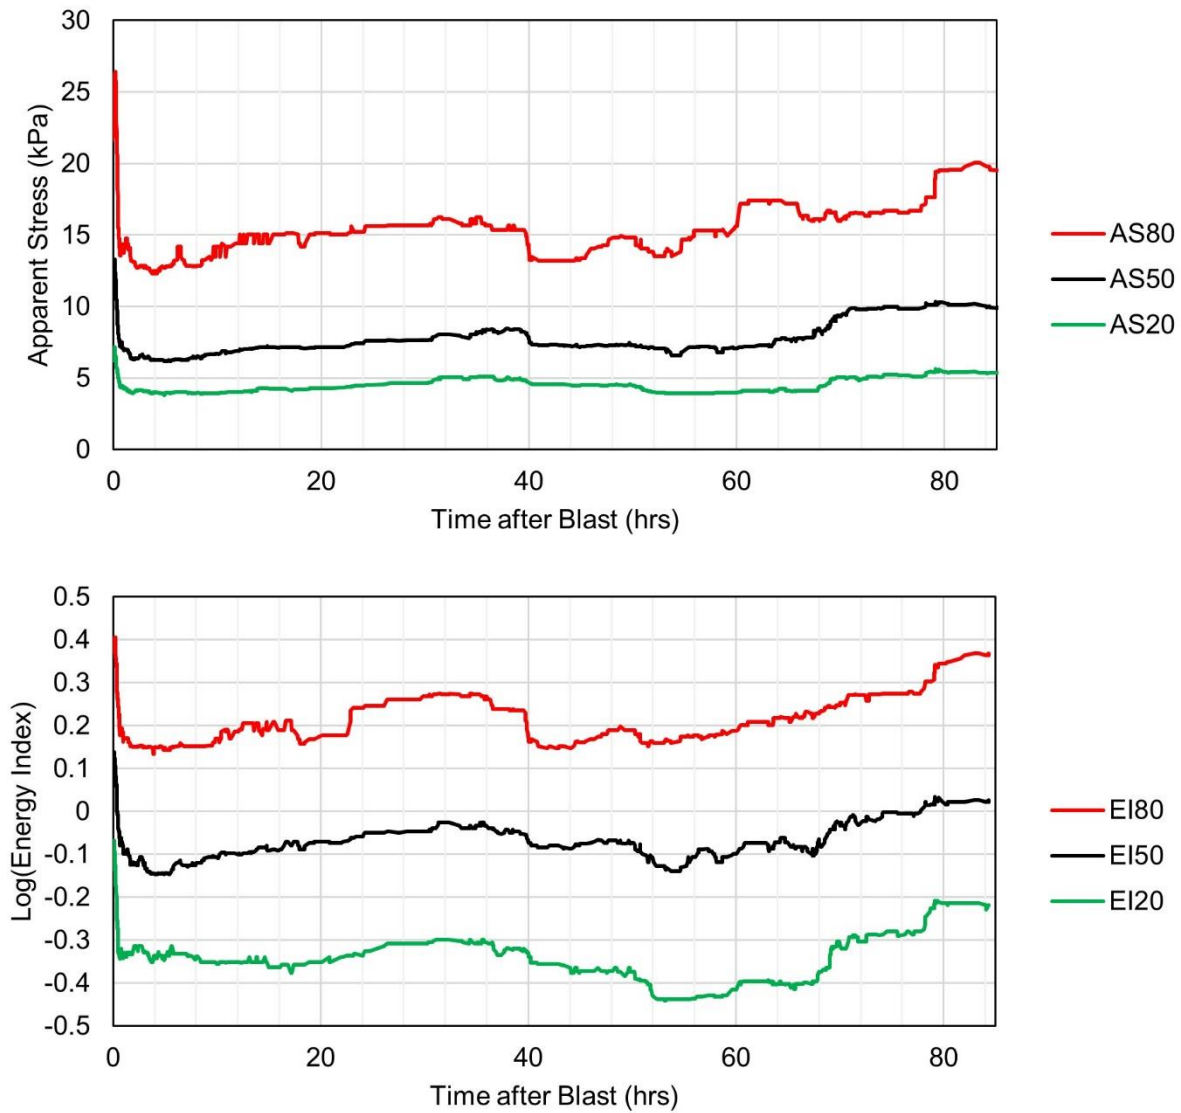 30
25
20
15
10
5
0
Apparent Stress (kPa)
0 20 40 60 80
Time after Blast (hrs)
AS80
AS50
AS20
0.5
0.4
0.3
0.2
0.1
0
-0.1
-0.2
-0.3
-0.4
-0.5
Log(Energy Index)
0 20 40 60 80
Time after Blast (hrs)
EI80
EI50
EI20